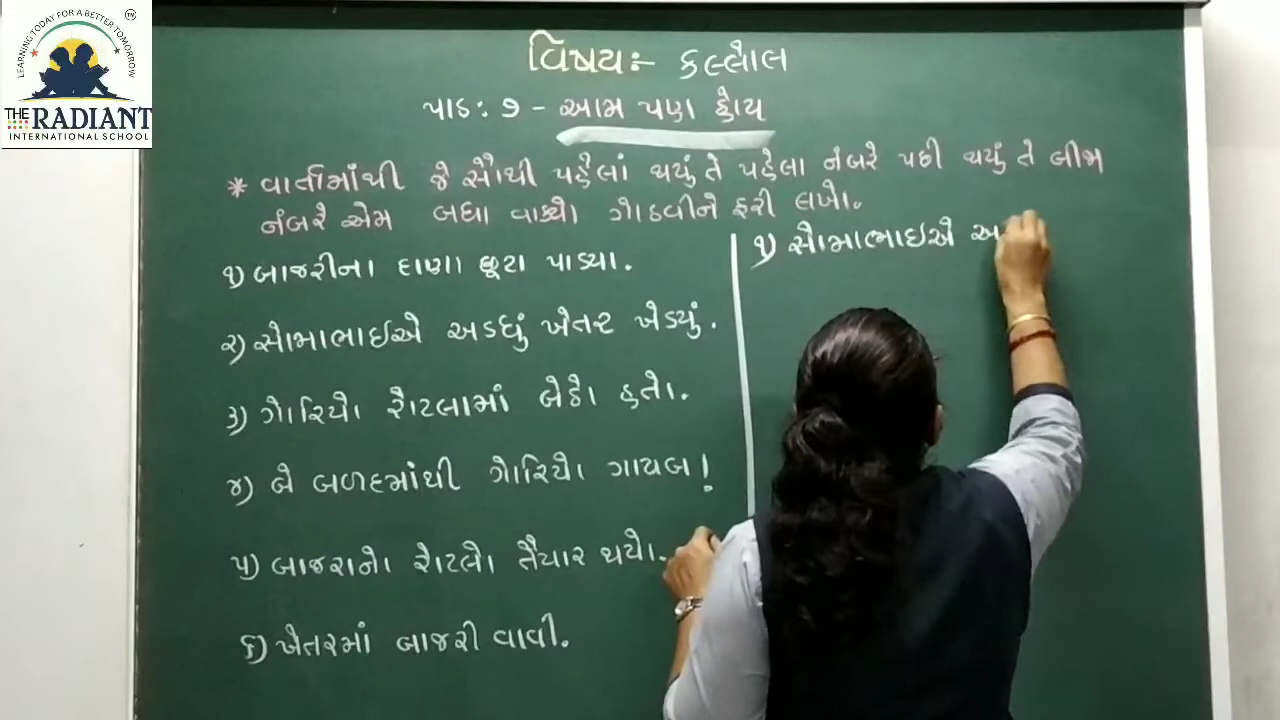 LEARNING TODAY FOR A BETTER TOMORROW
TM
THE RADIANT
INTERNATIONAL SCHOOL
વિષય:- કલ્લોલ
પાઠ: ૭ - આમ પણ હોય
* વાર્તામાંથી જે સૌથી પહેલાં થયું તે પહેલા નંબરે પછી થયું તે બીજા
નંબરે એમ બધા વાક્યો ગોઠવીને ફરી લખો.
૧) બાજરીના દાણા છૂટા પાડ્યા.
૨) સોમાભાઈએ અડધું ખેતર ખેડ્યું.
૩) ગોરિયો રોટલામાં બેઠો હતો.
૪) બે બળદમાંથી ગોરિયો ગાયબ!
૫) બાજરાનો રોટલો તૈયાર થયો.
૬) ખેતરમાં બાજરી વાવી.
૧) સોમાભાઈએ અ